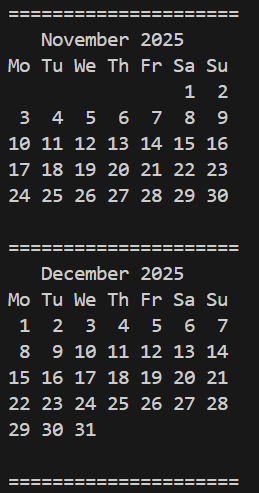 =====================
   November 2025
Mo Tu We Th Fr Sa Su
                1  2
 3  4  5  6  7  8  9
10 11 12 13 14 15 16
17 18 19 20 21 22 23
24 25 26 27 28 29 30

=====================
   December 2025
Mo Tu We Th Fr Sa Su
 1  2  3  4  5  6  7
 8  9 10 11 12 13 14
15 16 17 18 19 20 21
22 23 24 25 26 27 28
29 30 31

=====================